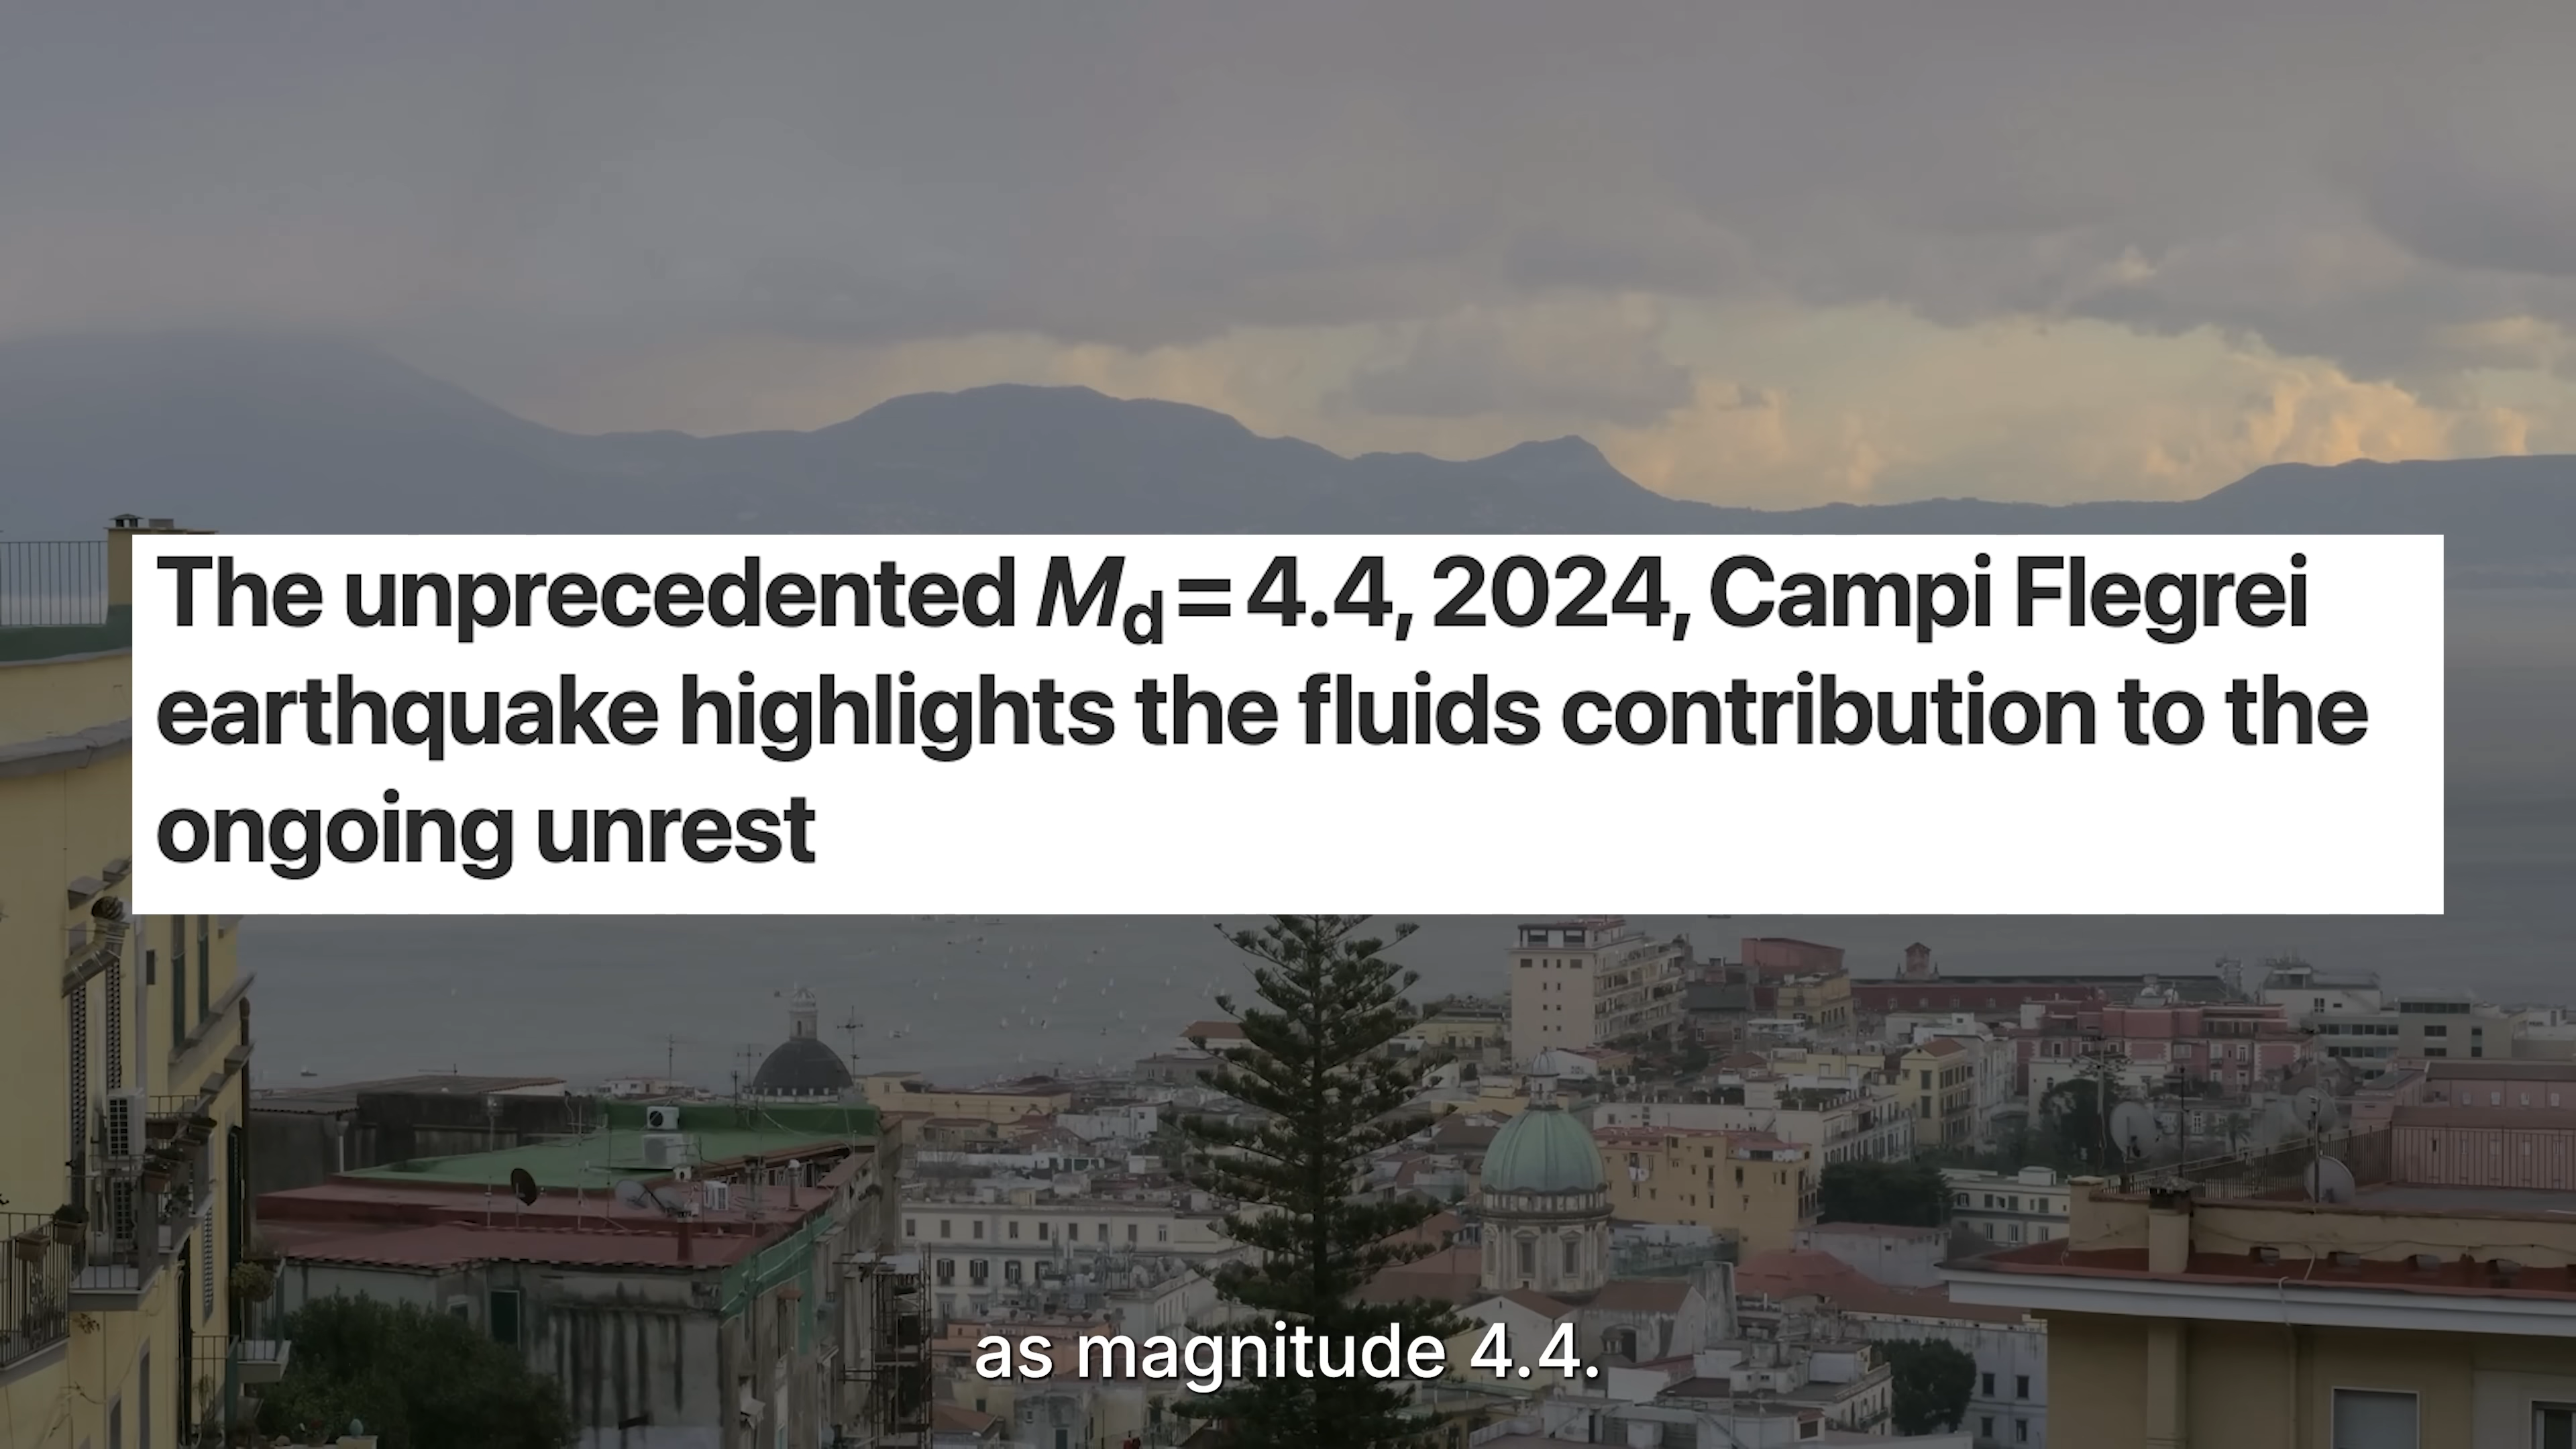 The unprecedented Md=4.4, 2024, Campi Flegrei
earthquake highlights the fluids contribution to the
ongoing unrest
as magnitude 4.4.